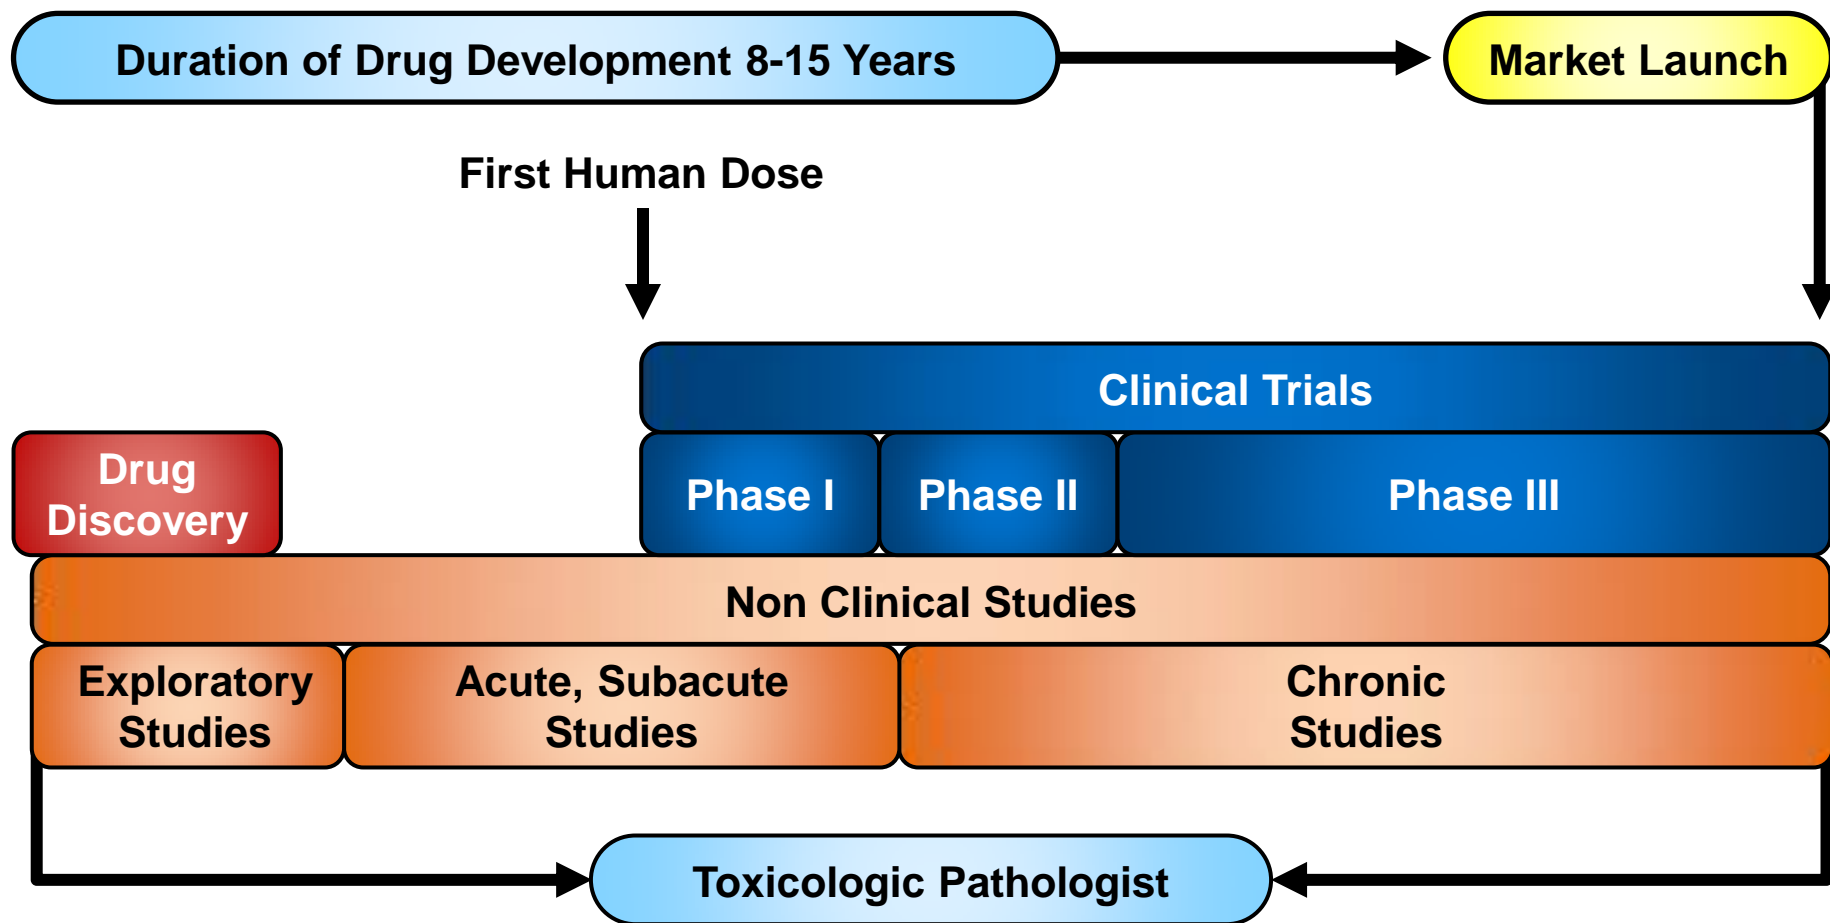 Duration of Drug Development 8-15 Years
Market Launch
First Human Dose
Clinical Trials
Drug
Discovery
Phase I
Phase II
Phase III
Non Clinical Studies
Exploratory
Studies
Acute, Subacute
Studies
Chronic
Studies
Toxicologic Pathologist